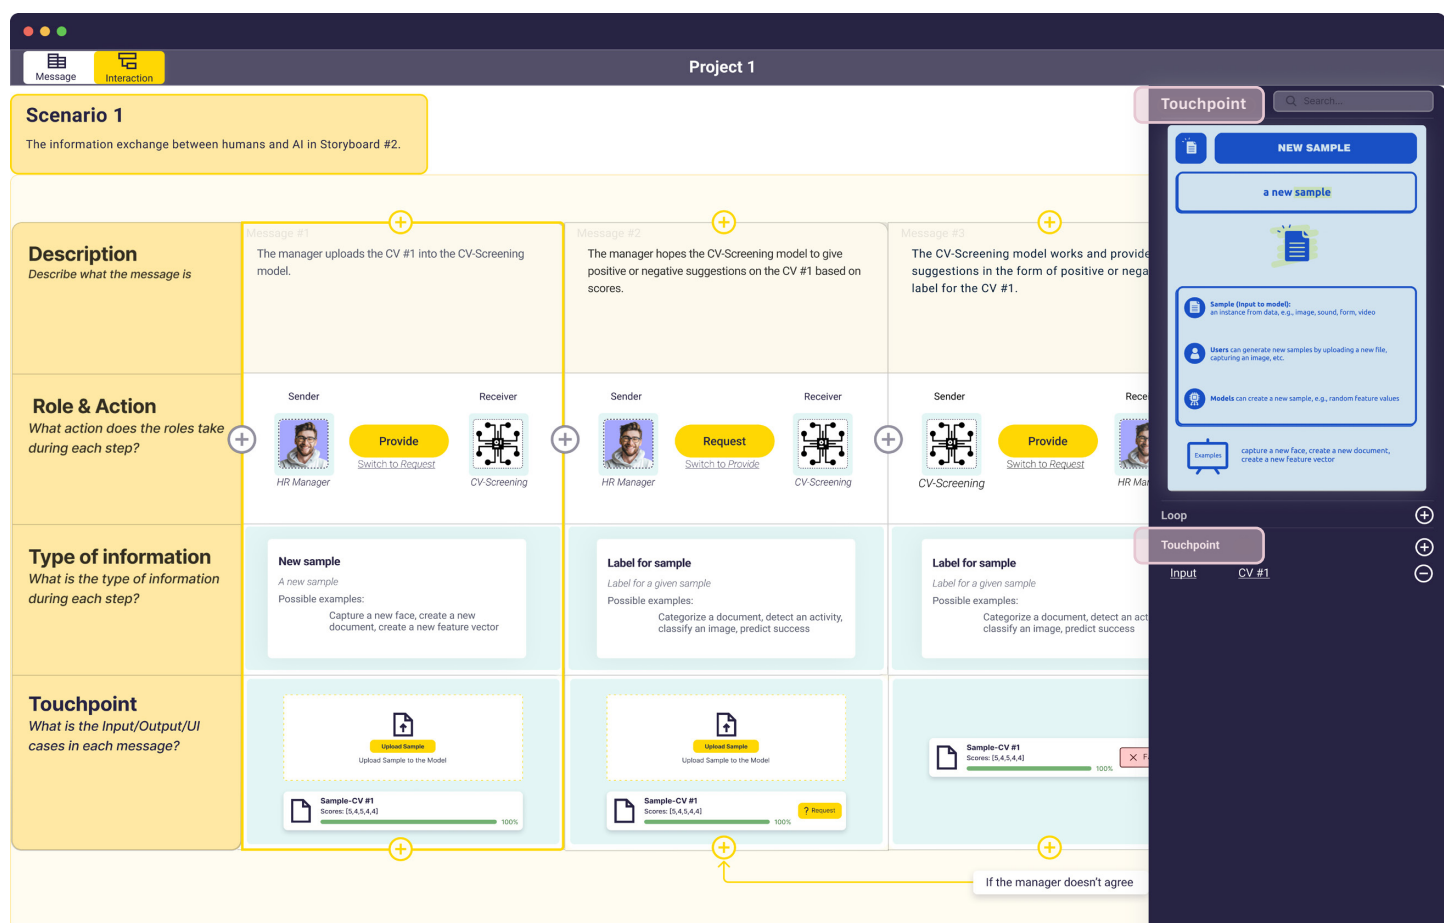 Message
Interaction
Project 1
Scenario 1
The information exchange between humans and AI in Storyboard #2.
Description
Describe what the message is
Message #1
The manager uploads the CV #1 into the CV-Screening
model.
Message #2
The manager hopes the CV-Screening model to give
positive or negative suggestions on the CV #1 based on
scores.
Message #3
The CV-Screening model works and provide
suggestions in the form of positive or nega
label for the CV #1.
Role & Action
What action does the roles take
during each step?
Sender
Receiver
Provide
Switch to Request
HR Manager
CV-Screening
Sender
Receiver
Request
Switch to Provide
HR Manager
CV-Screening
Sender
Rece
Provide
Switch to Request
CV-Screening
HR Ma
Type of information
What is the type of information
during each step?
New sample
A new sample
Possible examples:
Capture a new face, create a new
document, create a new feature vector
Label for sample
Label for a given sample
Possible examples:
Categorize a document, detect an activity,
classify an image, predict success
Label for sample
Label for a given sample
Possible examples:
Categorize a document, detect an act
classify an image, predict success
Touchpoint
What is the Input/Output/UI
cases in each message?
Upload Sample
Upload Sample to the Model
Sample-CV #1
Scores: [5,4,5,4,4]
100%
Upload Sample
Upload Sample to the Model
Sample-CV #1
Scores: [5,4,5,4,4]
100%
? Request
Sample-CV #1
Scores: [5,4,5,4,4]
100%
F
If the manager doesn't agree
Touchpoint
Search...
NEW SAMPLE
a new sample
Sample (Input to model):
an instance from data, e.g., image, sound, form, video
Users can generate new samples by uploading a new file,
capturing an image, etc.
Models can create a new sample, e.g., random feature values
Examples
capture a new face, create a new document,
create a new feature vector
Loop
Touchpoint
Input
CV #1